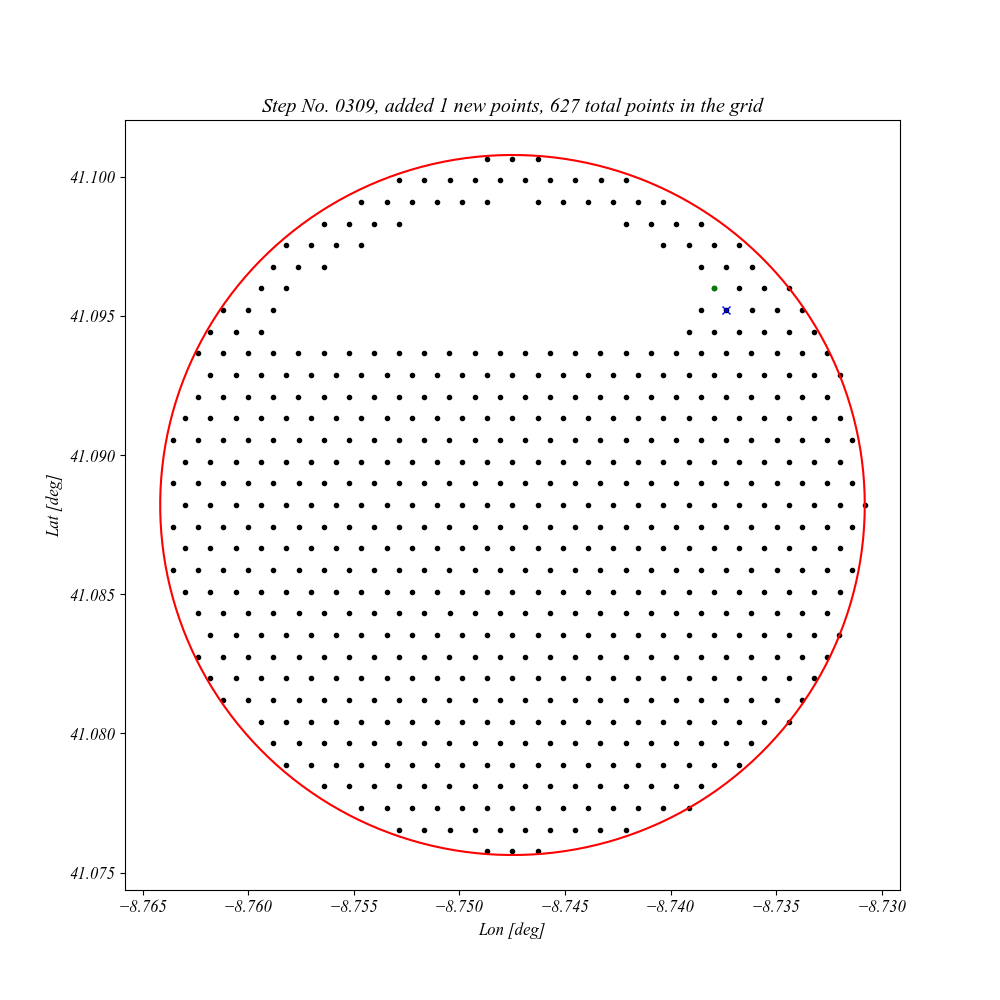 Step No. 0309, added 1 new points, 627 total points in the grid
41.100
41.095
41.090
41.085
41.080
41.075
Lat [deg]
−8.765 −8.760 −8.755 −8.750 −8.745 −8.740 −8.735 −8.730
Lon [deg]